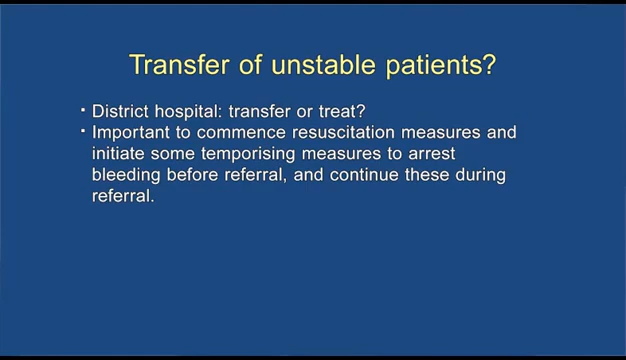 Transfer of unstable patients?
▪ District hospital: transfer or treat?
▪ Important to commence resuscitation measures and
initiate some temporising measures to arrest
bleeding before referral, and continue these during
referral.